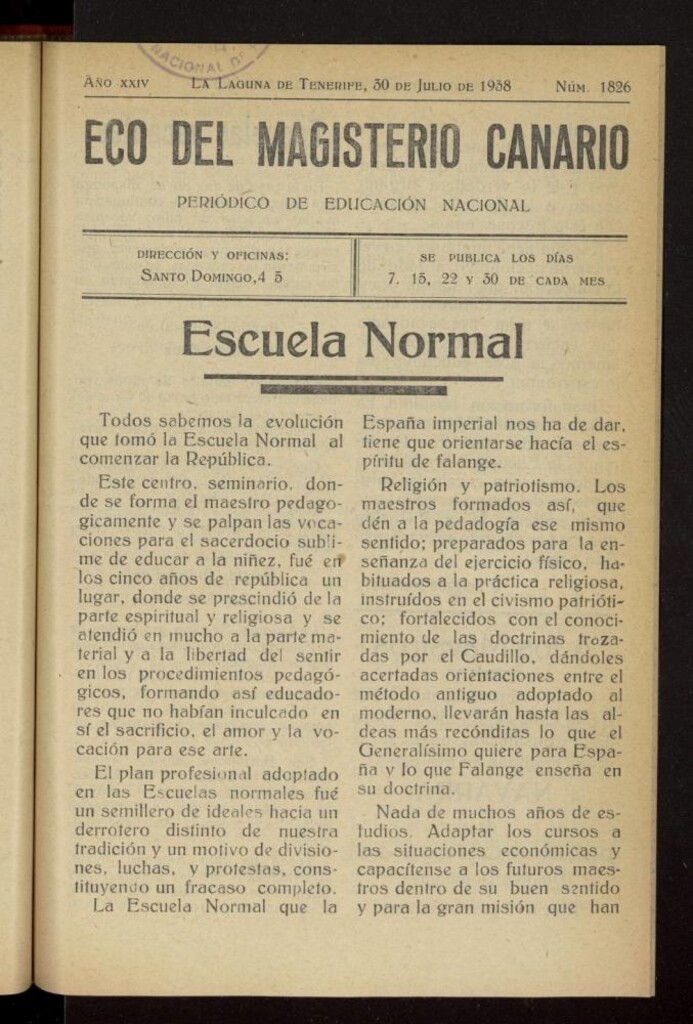 NACIONAL DE
AÑO XXIV LA LAGUNA DE TENERIFE, 30 DE JULIO DE 1938 NÚM. 1826
ECO DEL MAGISTERIO CANARIO
PERIÓDICO DE EDUCACIÓN NACIONAL
DIRECCIÓN Y OFICINAS:
SANTO DOMINGO, 4 5
SE PUBLICA LOS DÍAS
7, 15, 22 Y 30 DE CADA MES
Escuela Normal
Todos sabemos la evolución
que tomó la Escuela Normal al
comenzar la República.
Este centro, seminario, don-
de se forma el maestro pedago-
gicamente y se palpan las voca-
ciones para el sacerdocio subli-
me de educar a la niñez, fué en
los cinco años de república un
lugar, donde se prescindió de la
parte espiritual y religiosa y se
atendió en mucho a la parte ma-
terial y a la libertad del sentir
en los procedimientos pedagó-
gicos, formando así educado-
res que no habían inculcado en
sí el sacrificio, el amor y la vo-
cación para ese arte.
El plan profesional adoptado
en las Escuelas normales fué
un semillero de ideales hacia un
derrotero distinto de nuestra
tradición y un motivo de divisio-
nes, luchas, y protestas, cons-
tituyendo un fracaso completo.
La Escuela Normal que la
España imperial nos ha de dar,
tiene que orientarse hacía el es-
píritu de falange.
Religión y patriotismo. Los
maestros formados así, que
dén a la pedadogía ese mismo
sentido; preparados para la en-
señanza del ejercicio físico, ha-
bituados a la práctica religiosa,
instruídos en el civismo patrióti-
co; fortalecidos con el conoci-
miento de las doctrinas traza-
das por el Caudillo, dándoles
acertadas orientaciones entre el
método antiguo adoptado al
moderno, llevarán hasta las al-
deas más recónditas lo que el
Generalísimo quiere para Espa-
ña y lo que Falange enseña en
su doctrina.
Nada de muchos años de es-
tudios. Adaptar los cursos a
las situaciones económicas y
capacítense a los futuros maes-
tros dentro de su buen sentido
y para la gran misión que han